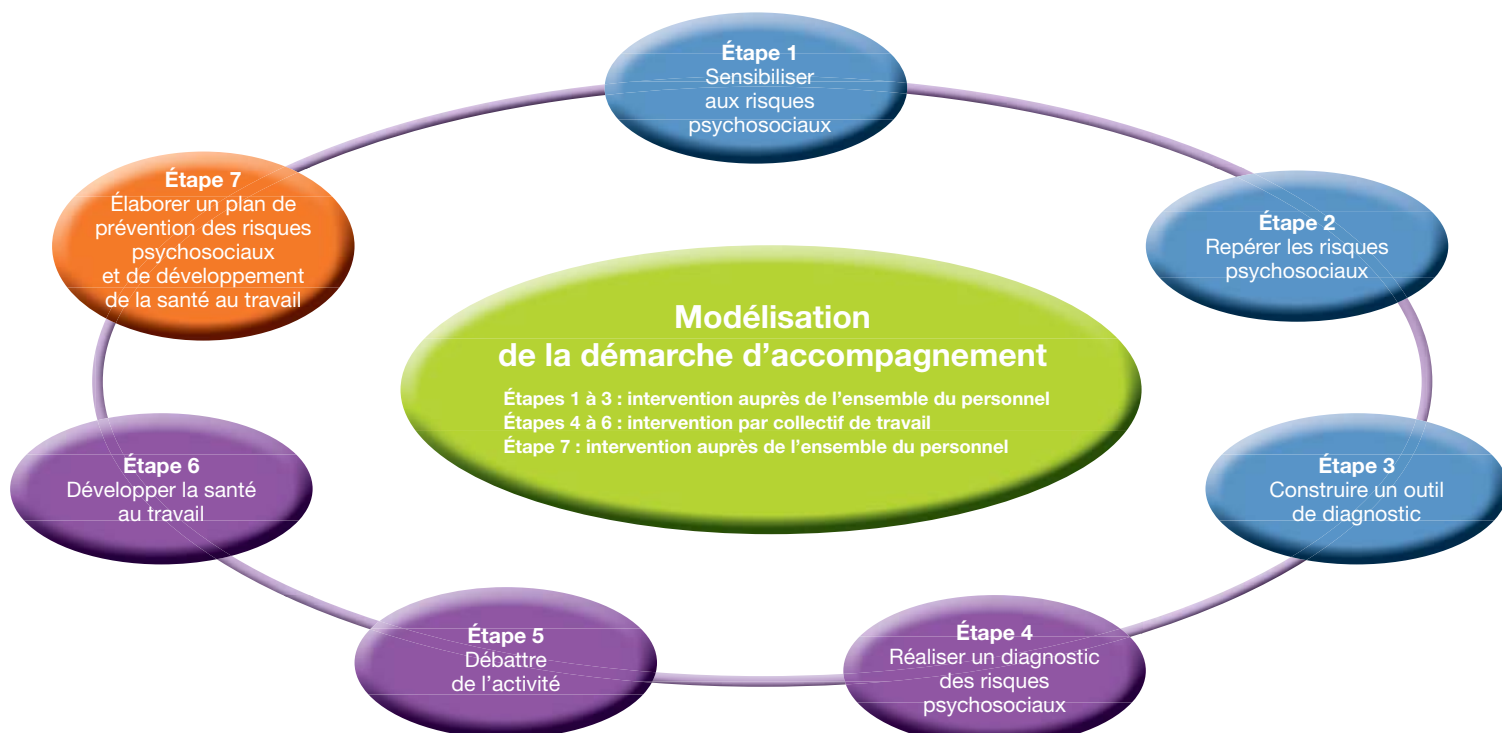 Étape 1
Sensibiliser
aux risques
psychosociaux
Étape 2
Repérer les risques
psychosociaux
Étape 3
Construire un outil
de diagnostic
Étape 4
Réaliser un diagnostic
des risques
psychosociaux
Étape 5
Débattre
de l’activité
Étape 6
Développer la santé
au travail
Étape 7
Élaborer un plan de
prévention des risques
psychosociaux
et de développement
de la santé au travail
Modélisation
de la démarche d’accompagnement
Étapes 1 à 3 : intervention auprès de l’ensemble du personnel
Étapes 4 à 6 : intervention par collectif de travail
Étape 7 : intervention auprès de l’ensemble du personnel